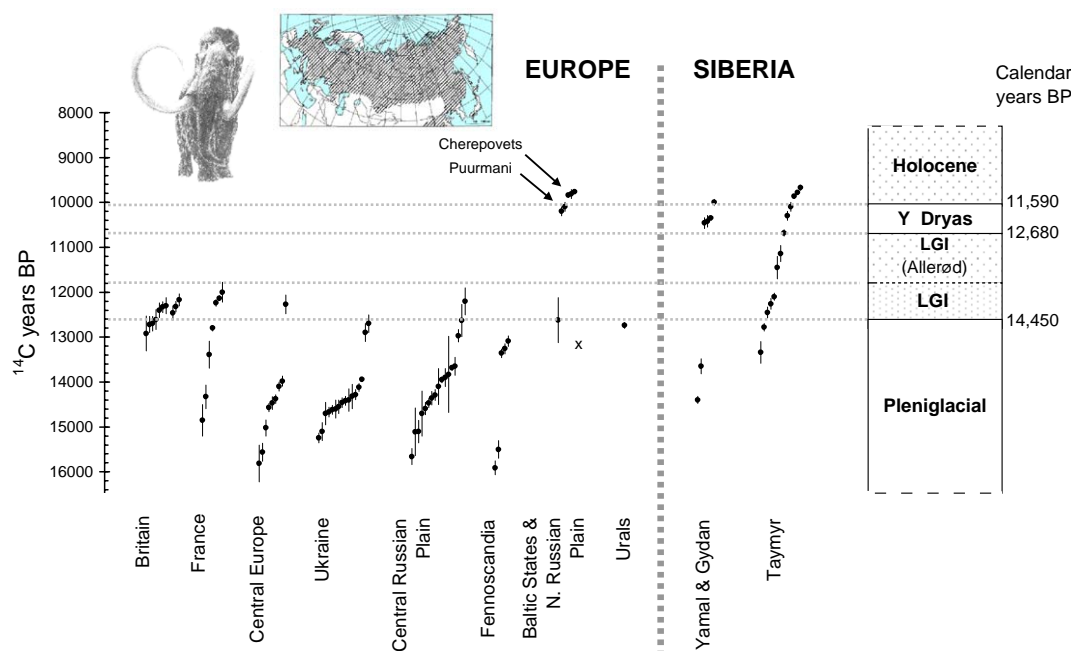 EUROPE
SIBERIA
Calendar
years BP
Cherepovets
Puurmani
¹⁴C years BP
8000
9000
10000
11000
12000
13000
14000
15000
16000
Holocene
11,590
Y Dryas
12,680
LGI
(Allerød)
LGI
14,450
Pleniglacial
x
Britain
France
Central Europe
Ukraine
Central Russian
Plain
Fennoscandia
Baltic States &
N. Russian
Plain
Urals
Yamal & Gydan
Taymyr